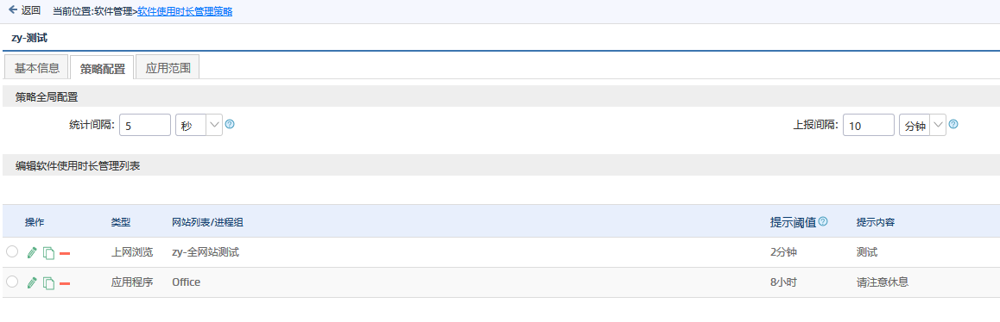 返回 当前位置:软件管理>软件使用时长管理策略
zy-测试
基本信息 策略配置 应用范围
策略全局配置
统计间隔: 5 秒 上报间隔: 10 分钟
编辑软件使用时长管理列表
操作 类型 网站列表/进程组 提示阈值 提示内容
上网浏览 zy-全网站测试 2分钟 测试
应用程序 Office 8小时 请注意休息